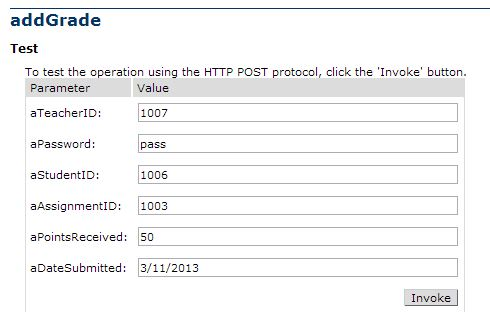 addGrade
Test
To test the operation using the HTTP POST protocol, click the 'Invoke' button.
Parameter Value
aTeacherID: 1007
aPassword: pass
aStudentID: 1006
aAssignmentID: 1003
aPointsReceived: 50
aDateSubmitted: 3/11/2013
Invoke